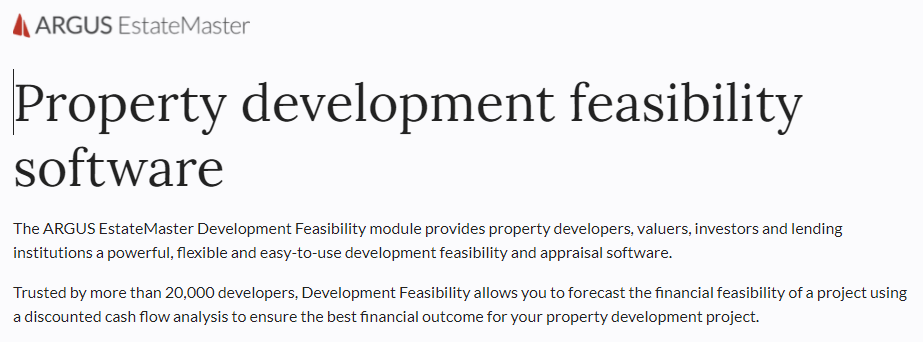 ARGUS EstateMaster
Property development feasibility
software
The ARGUS EstateMaster Development Feasibility module provides property developers, valuers, investors and lending
institutions a powerful, flexible and easy-to-use development feasibility and appraisal software.
Trusted by more than 20,000 developers, Development Feasibility allows you to forecast the financial feasibility of a project using
a discounted cash flow analysis to ensure the best financial outcome for your property development project.